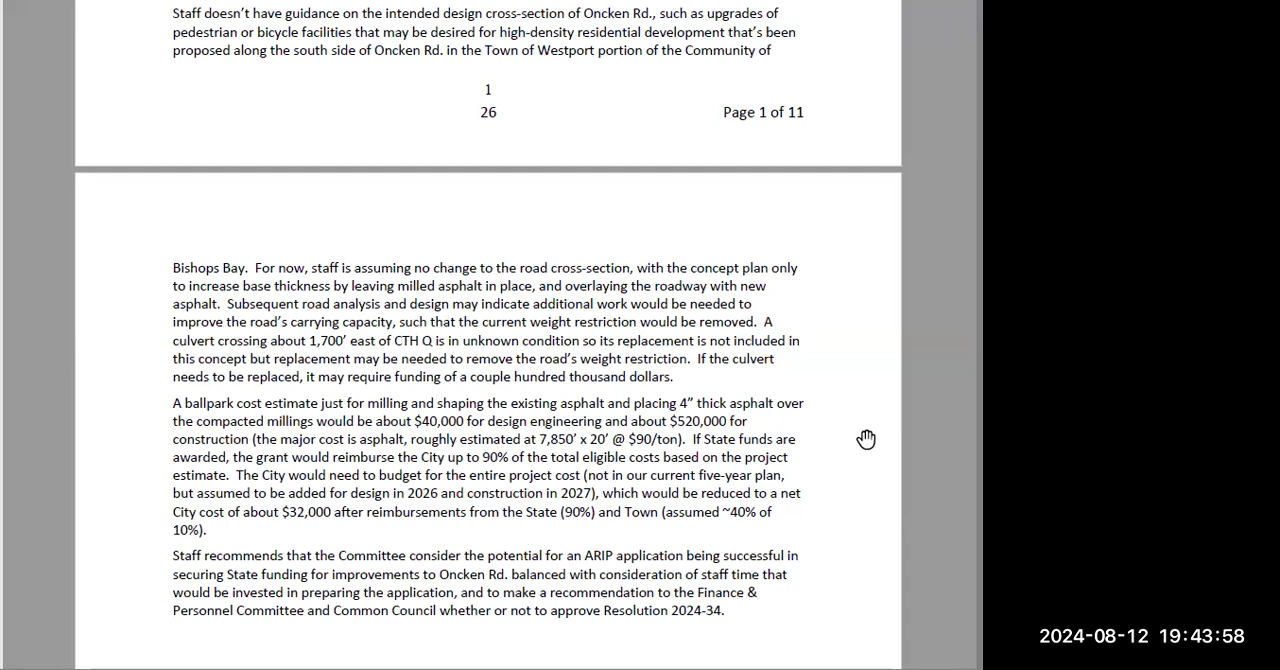 Staff doesn't have guidance on the intended design cross-section of Oncken Rd., such as upgrades of
pedestrian or bicycle facilities that may be desired for high-density residential development that's been
proposed along the south side of Oncken Rd. in the Town of Westport portion of the Community of
1
26
Page 1 of 11
Bishops Bay.  For now, staff is assuming no change to the road cross-section, with the concept plan only
to increase base thickness by leaving milled asphalt in place, and overlaying the roadway with new
asphalt.  Subsequent road analysis and design may indicate additional work would be needed to
improve the road's carrying capacity, such that the current weight restriction would be removed.  A
culvert crossing about 1,700' east of CTH Q is in unknown condition so its replacement is not included in
this concept but replacement may be needed to remove the road's weight restriction.  If the culvert
needs to be replaced, it may require funding of a couple hundred thousand dollars.
A ballpark cost estimate just for milling and shaping the existing asphalt and placing 4" thick asphalt over
the compacted millings would be about $40,000 for design engineering and about $520,000 for
construction (the major cost is asphalt, roughly estimated at 7,850' x 20' @ $90/ton).  If State funds are
awarded, the grant would reimburse the City up to 90% of the total eligible costs based on the project
estimate.  The City would need to budget for the entire project cost (not in our current five-year plan,
but assumed to be added for design in 2026 and construction in 2027), which would be reduced to a net
City cost of about $32,000 after reimbursements from the State (90%) and Town (assumed ~40% of
10%).
Staff recommends that the Committee consider the potential for an ARIP application being successful in
securing State funding for improvements to Oncken Rd. balanced with consideration of staff time that
would be invested in preparing the application, and to make a recommendation to the Finance &
Personnel Committee and Common Council whether or not to approve Resolution 2024-34.
2024-08-12 19:43:58